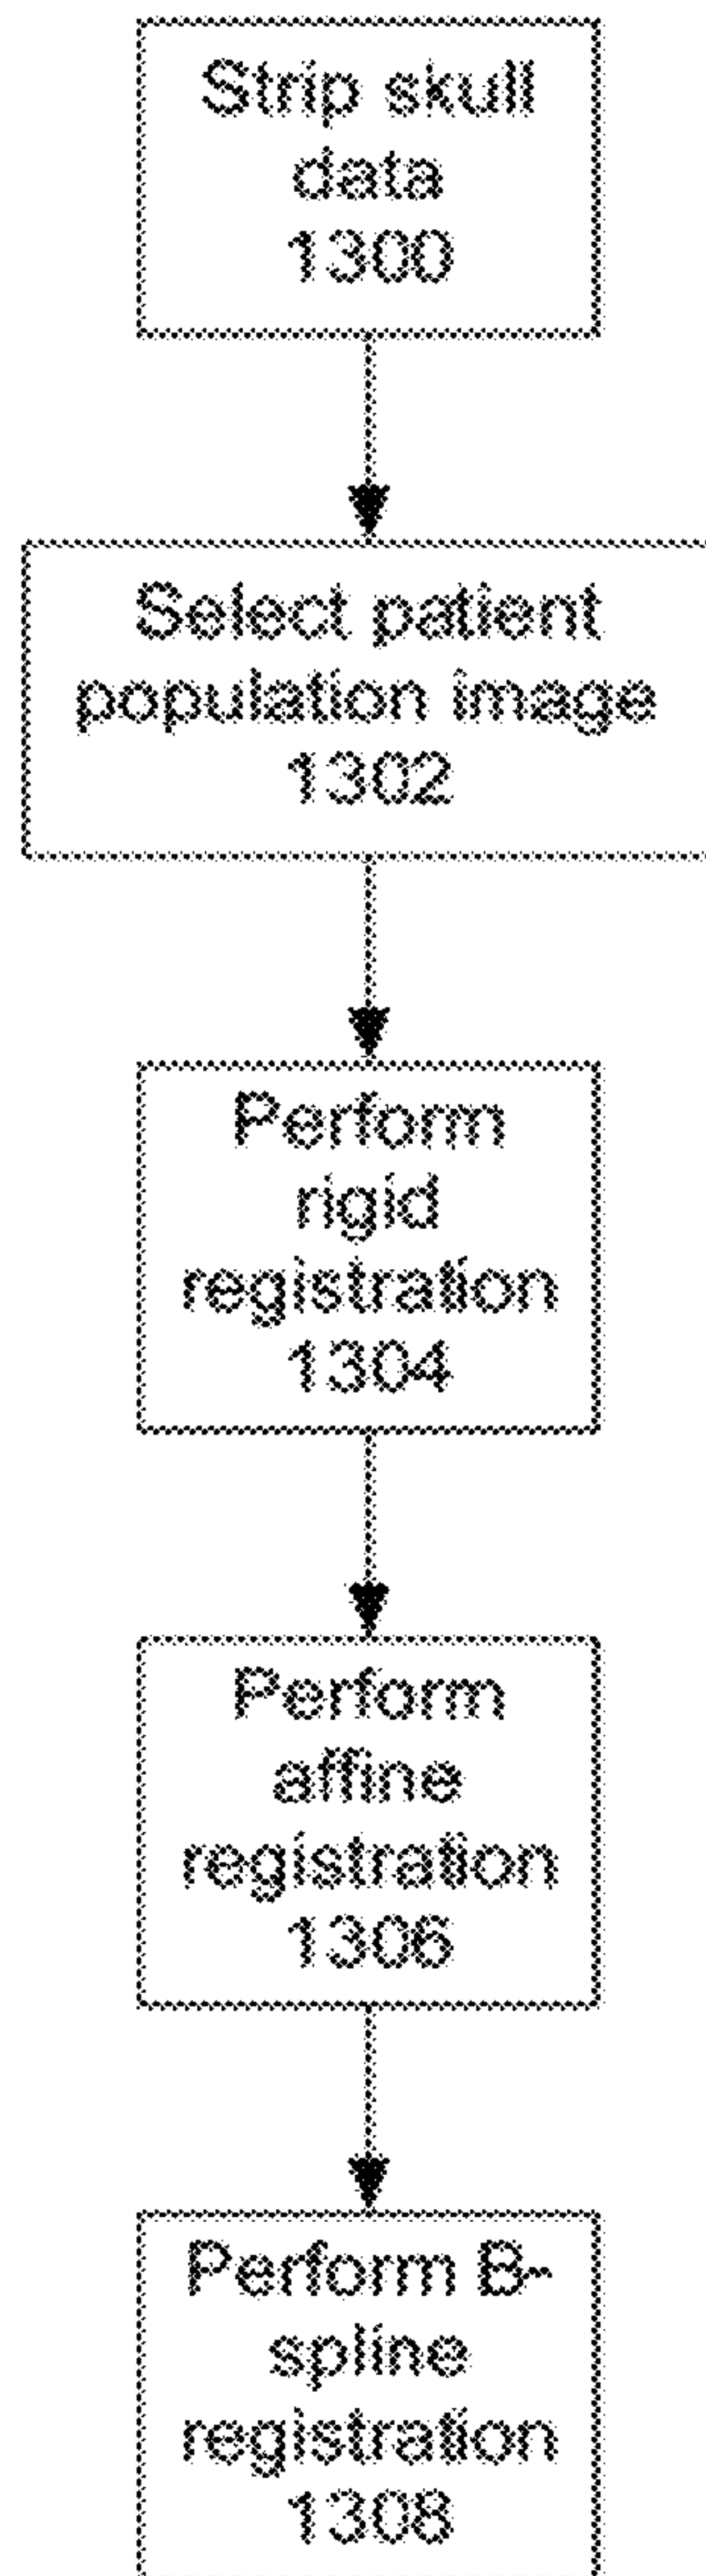 Strip skull
data
1300
Select patient
population image
1302
Perform
rigid
registration
1304
Perform
affine
registration
1306
Perform B-
spline
registration
1308